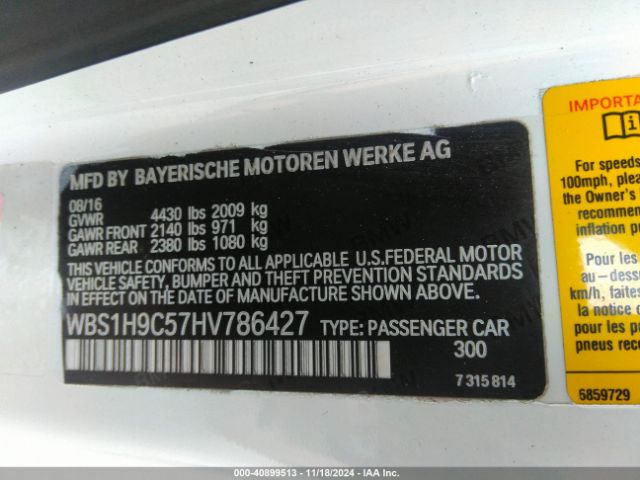 MFD BY BAYERISCHE MOTOREN WERKE AG
08/16
GVWR 4430 lbs 2009 kg
GAWR FRONT 2140 lbs 971 kg
GAWR REAR 2380 lbs 1080 kg
THIS VEHICLE CONFORMS TO ALL APPLICABLE U.S.FEDERAL MOTOR
VEHICLE SAFETY, BUMPER AND THEFT PREVENTION STANDARDS
IN EFFECT ON THE DATE OF MANUFACTURE SHOWN ABOVE.
WBS1H9C57HV786427 TYPE: PASSENGER CAR
300
7 315 814
IMPORTA
For speeds
100mph, plea
the Owner's
recommen
inflation p
Pour les
au-dess
km/h, faites
consulter
pour les p
pneus reco
6859729
000-40899513 - 11/18/2024 - IAA Inc.